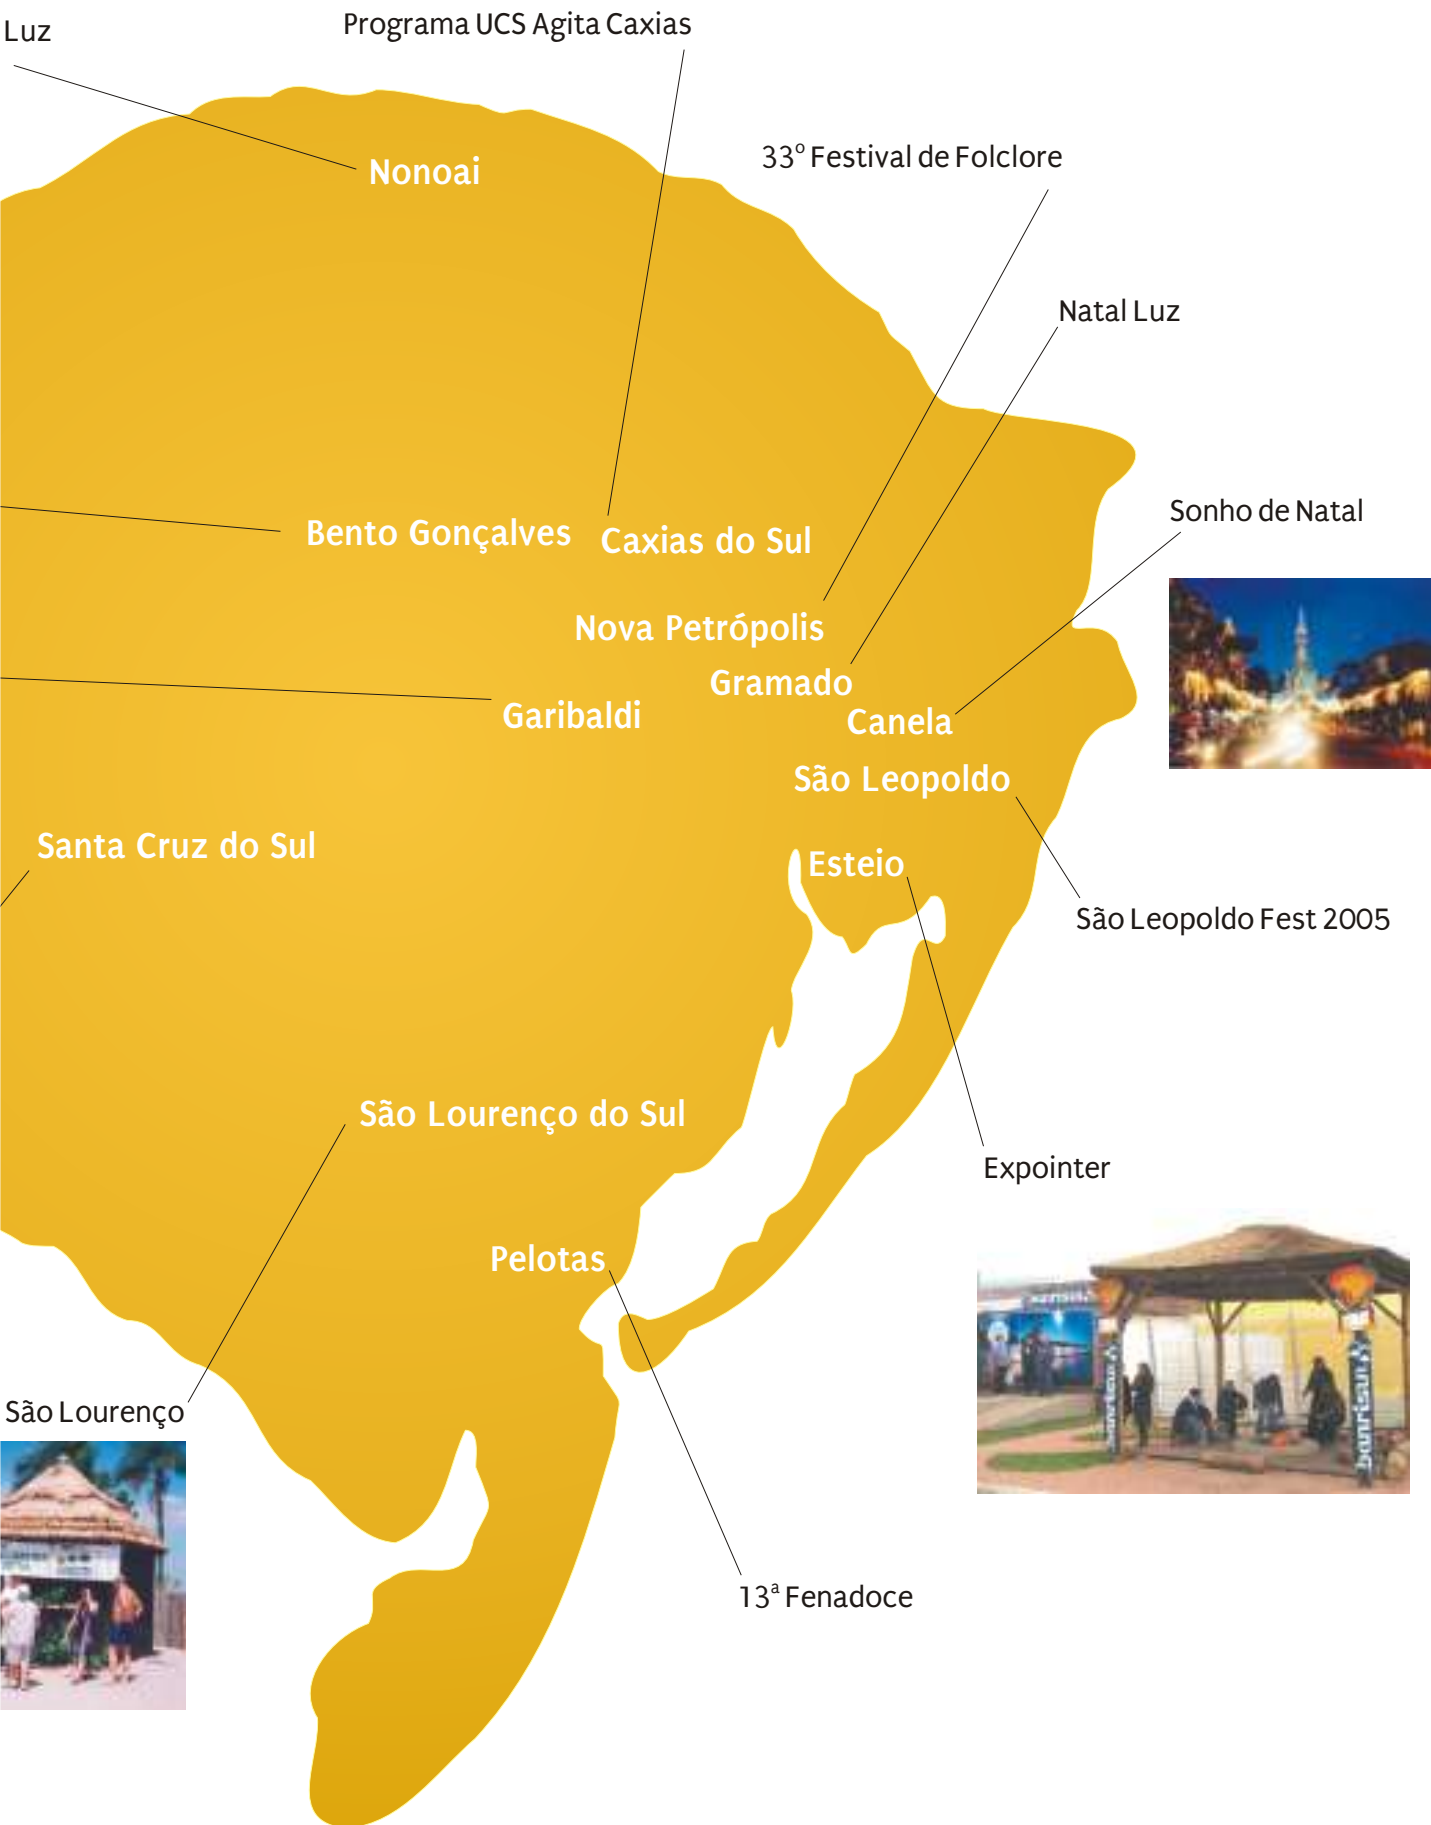 Luz
Programa UCS Agita Caxias
Nonoai
33º Festival de Folclore
Natal Luz
Sonho de Natal
Bento Gonçalves
Caxias do Sul
Nova Petrópolis
Gramado
Garibaldi
Canela
São Leopoldo
Santa Cruz do Sul
Esteio
São Leopoldo Fest 2005
São Lourenço do Sul
Expointer
Pelotas
banrisul
banrisul
São Lourenço
13ª Fenadoce